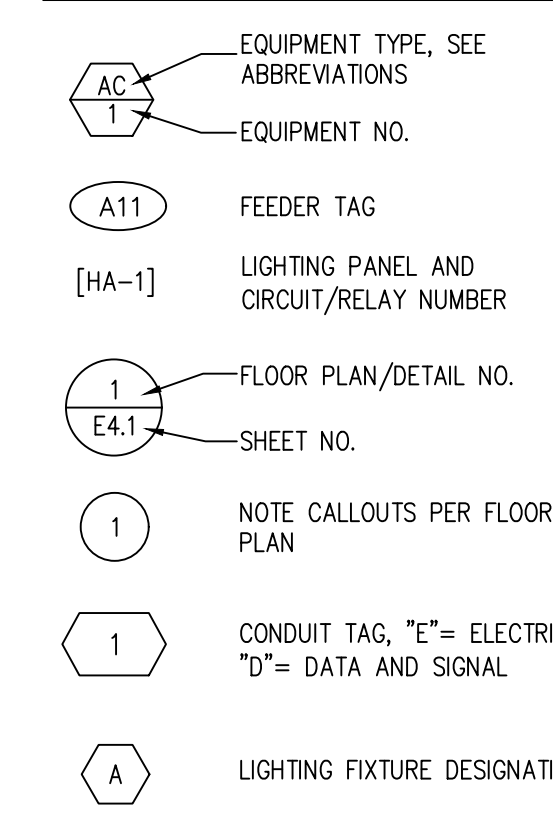 EQUIPMENT TYPE, SEE
ABBREVIATIONS
AC
1
EQUIPMENT NO.
A11
FEEDER TAG
[HA-1]
LIGHTING PANEL AND
CIRCUIT/RELAY NUMBER
1
FLOOR PLAN/DETAIL NO.
E4.1
SHEET NO.
1
NOTE CALLOUTS PER FLOOR
PLAN
1
CONDUIT TAG, "E"= ELECTRI
"D"= DATA AND SIGNAL
A
LIGHTING FIXTURE DESIGNATI